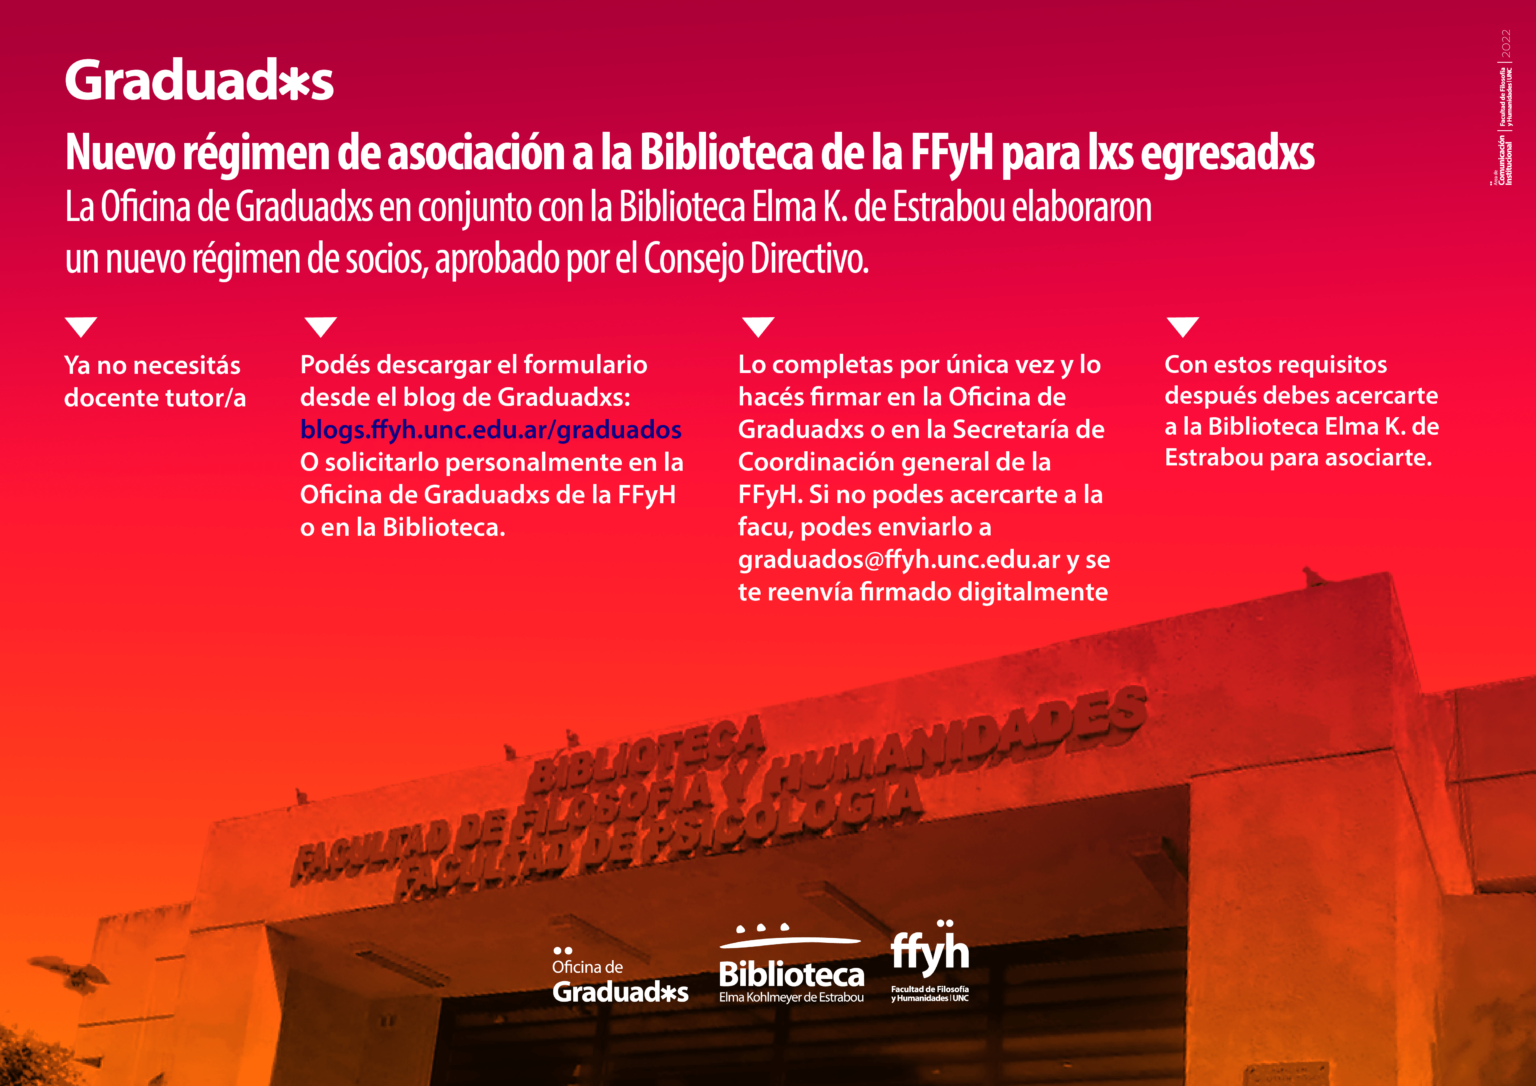 Graduad*s
Nuevo régimen de asociación a la Biblioteca de la FFyH para lxs egresadxs
La Oficina de Graduadxs en conjunto con la Biblioteca Elma K. de Estrabou elaboraron
un nuevo régimen de socios, aprobado por el Consejo Directivo.
Ya no necesitás
docente tutor/a
Podés descargar el formulario
desde el blog de Graduadxs:
blogs.ffyh.unc.edu.ar/graduados
O solicitarlo personalmente en la
Oficina de Graduadxs de la FFyH
o en la Biblioteca.
Lo completas por única vez y lo
hacés firmar en la Oficina de
Graduadxs o en la Secretaría de
Coordinación general de la
FFyH. Si no podes acercarte a la
facu, podes enviarlo a
graduados@ffyh.unc.edu.ar y se
te reenvía firmado digitalmente
Con estos requisitos
después debes acercarte
a la Biblioteca Elma K. de
Estrabou para asociarte.
Área de
Comunicación
Institucional
Facultad de Filosofía
y Humanidades | UNC
2022
BIBLIOTECA
FACULTAD DE FILOSOFÍA Y HUMANIDADES
FACULTAD DE PSICOLOGIA
Oficina de
Graduad*s
Biblioteca
Elma Kohlmeyer de Estrabou
ffyh
Facultad de Filosofía
y Humanidades | UNC